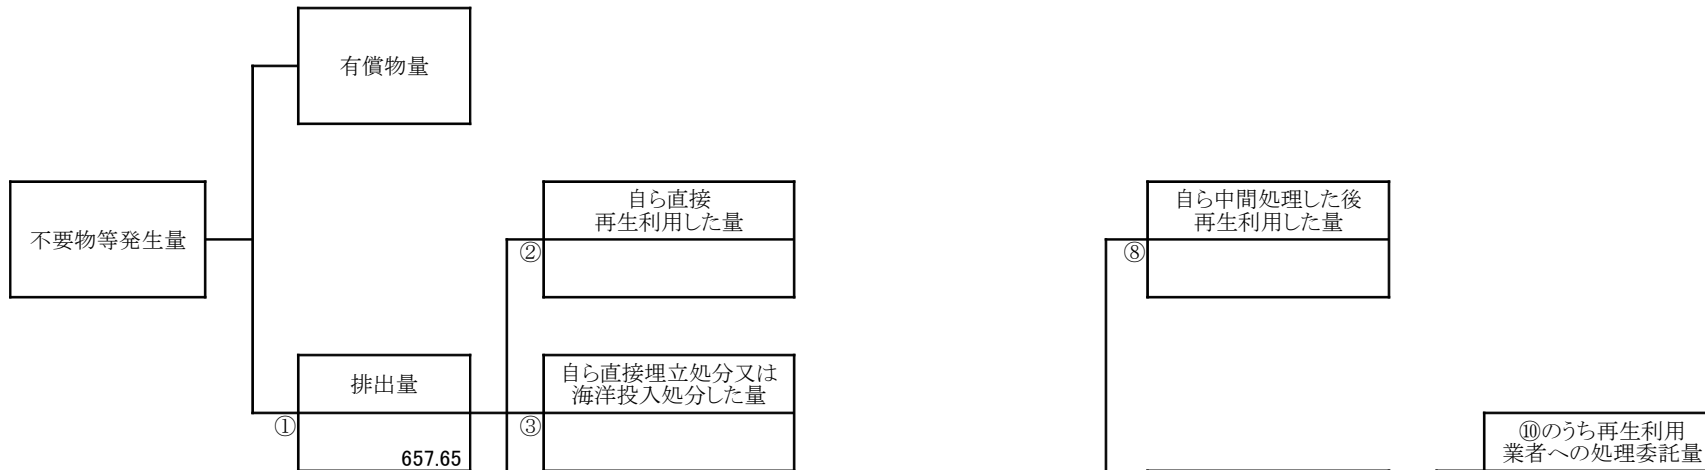 有償物量
不要物等発生量
自ら直接
再生利用した量
②
自ら中間処理した後
再生利用した量
⑧
排出量
①
657.65
自ら直接埋立処分又は
海洋投入処分した量
③
⑩のうち再生利用
業者への処理委託量